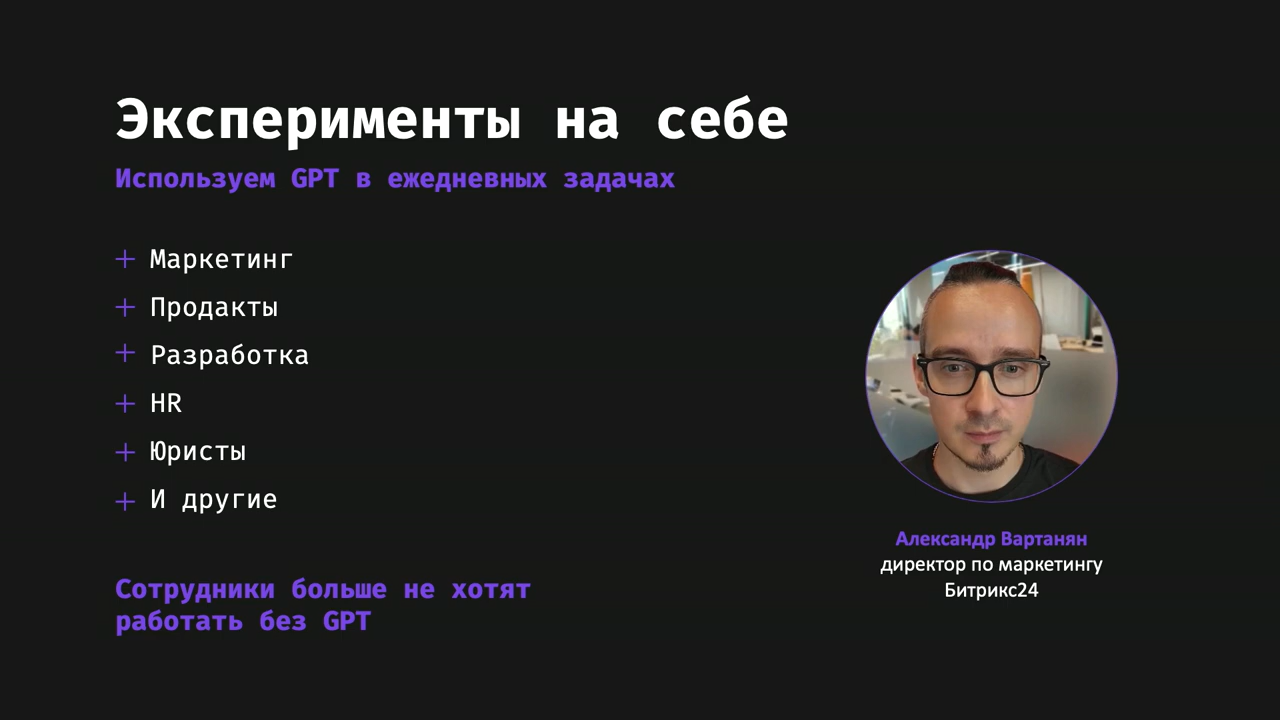 Эксперименты на себе
Используем GPT в ежедневных задачах
Маркетинг
Продакты
Разработка
HR
Юристы
И другие
Сотрудники больше не хотят
работать без GPT
Александр Вартанян
директор по маркетингу
Битрикс24